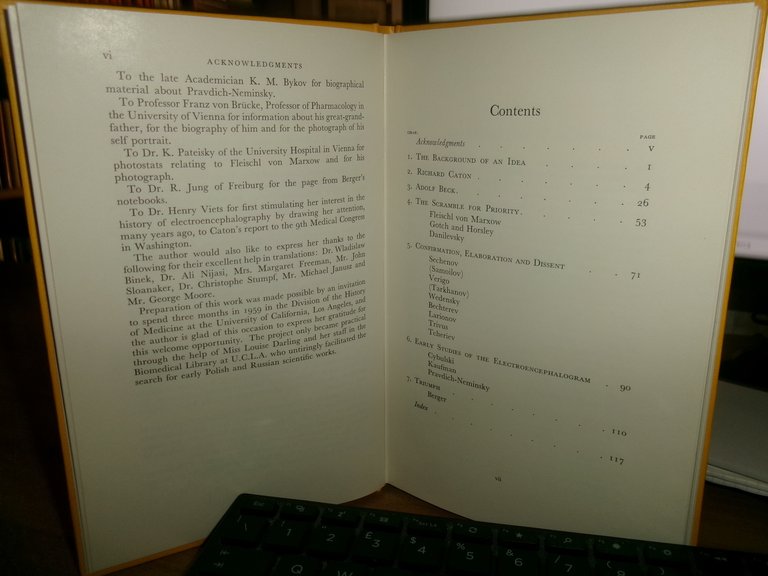 vi
ACKNOWLEDGMENTS
To the late Academician K. M. Bykov for biographical
material about Pravdich-Neminsky.
To Professor Franz von Brücke, Professor of Pharmacology in
the University of Vienna for information about his great-grand-
father, for the biography of him and for the photograph of his
self portrait.
To Dr. K. Pateisky of the University Hospital in Vienna for
photostats relating to Fleischl von Marxow and for his
photograph.
To Dr. R. Jung of Freiburg for the page from Berger's
notebooks.
To Dr. Henry Viets for first stimulating her interest in the
history of electroencephalography by drawing her attention,
many years ago, to Caton's report to the 9th Medical Congress
in Washington.
The author would also like to express her thanks to the
following for their excellent help in translations: Dr. Wladislaw
Binek, Dr. Ali Nijasi, Mrs. Margaret Freeman, Mr. John
Sloanaker, Dr. Christophe Stumpf, Mr. Michael Janusz and
Mr. George Moore.
Preparation of this work was made possible by an invitation
to spend three months in 1959 in the Division of the History
of Medicine at the University of California, Los Angeles, and
the author is glad of this occasion to express her gratitude for
this welcome opportunity. The project only became practical
through the help of Miss Louise Darling and her staff in the
Biomedical Library at U.C.L.A. who untiringly facilitated the
search for early Polish and Russian scientific works.
Contents
CHAP. PAGE
Acknowledgments . . . . . v
1. THE BACKGROUND OF AN IDEA . . . . 1
2. RICHARD CATON . . . . . 4
3. ADOLF BECK . . . . . 26
4. THE SCRAMBLE FOR PRIORITY . . . . 53
Fleischl von Marxow
Gotch and Horsley
Danilevsky
5. CONFIRMATION, ELABORATION AND DISSENT . . 71
Sechenov
(Samoilov)
Verigo
(Tarkhanov)
Wedensky
Bechterev
Larionov
Trivus
Tcheriev
6. EARLY STUDIES OF THE ELECTROENCEPHALOGRAM . 90
Cybulski
Kaufman
Pravdich-Neminsky
7. TRIUMPH . . . . . . 110
Berger
Index . . . . . . 117
vii
\ 1 2 £ 3 $ 4 % 5 & 6
Q W